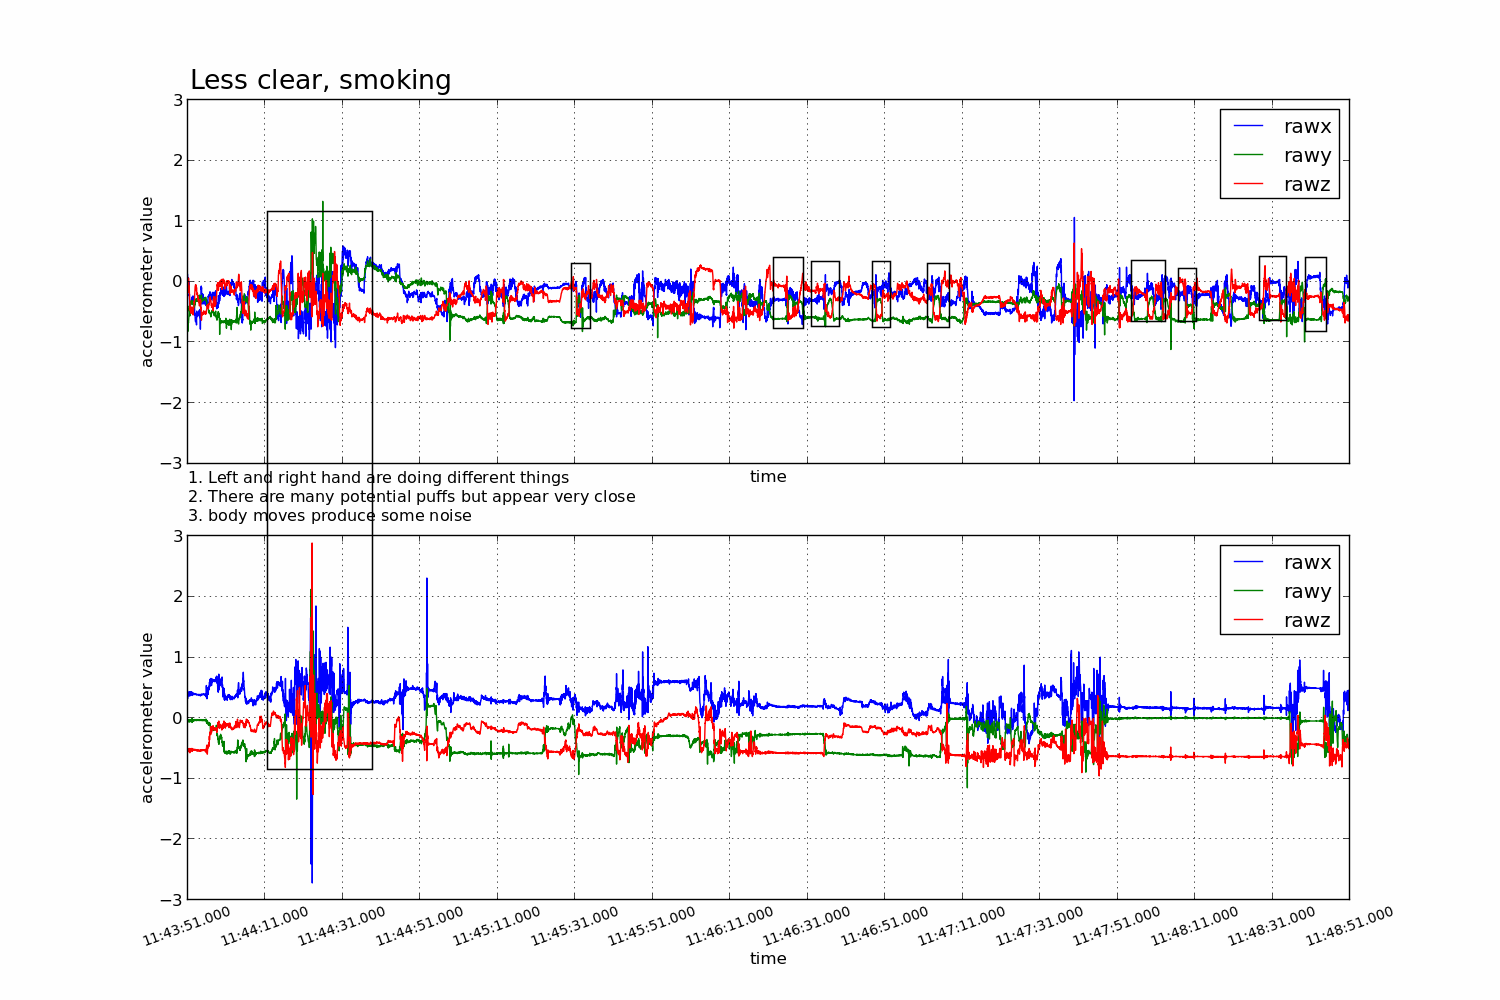 Less clear, smoking
3
2
1
0
−1
−2
−3
accelerometer value
rawx
rawy
rawz
time
1. Left and right hand are doing different things
2. There are many potential puffs but appear very close
3. body moves produce some noise
3
2
1
0
−1
−2
−3
accelerometer value
rawx
rawy
rawz
11:43:51.000
11:44:11.000
11:44:31.000
11:44:51.000
11:45:11.000
11:45:31.000
11:45:51.000
11:46:11.000
11:46:31.000
11:46:51.000
11:47:11.000
11:47:31.000
11:47:51.000
11:48:11.000
11:48:31.000
11:48:51.000
time